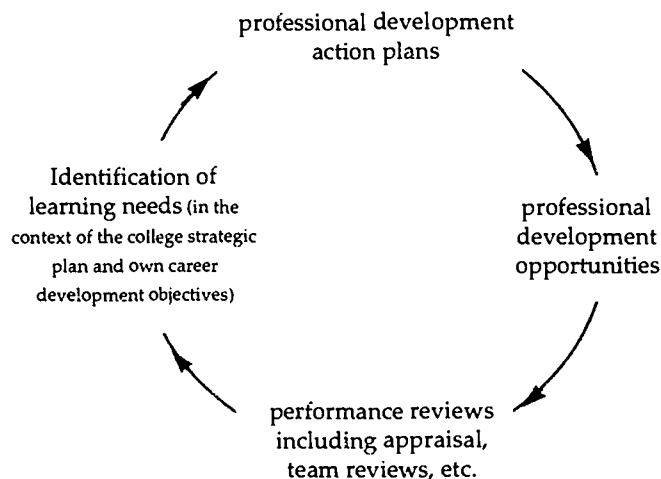 professional development
action plans
Identification of
learning needs (in the
context of the college strategic
plan and own career
development objectives)
professional
development
opportunities
performance reviews
including appraisal,
team reviews, etc.